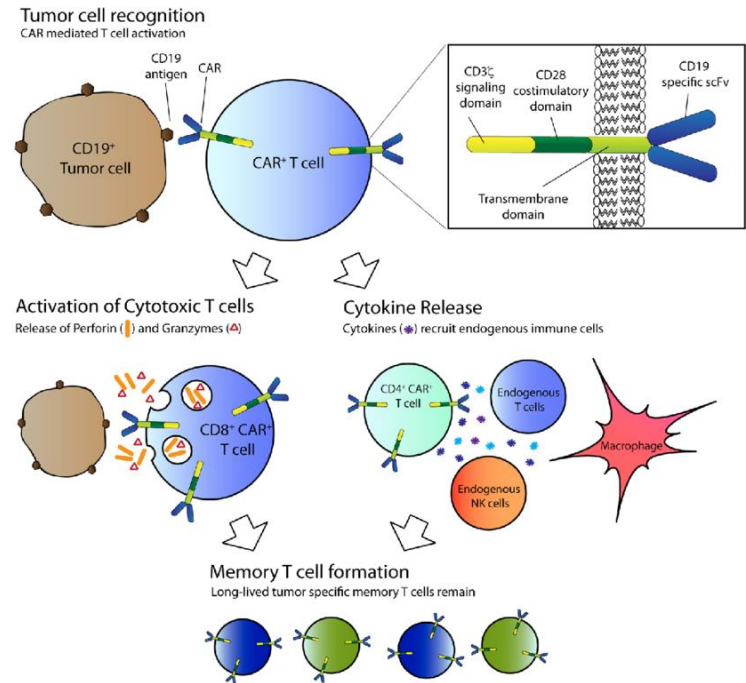 Tumor cell recognition
CAR mediated T cell activation
CD19
antigen
CAR
CD19⁺
Tumor cell
CAR⁺ T cell
CD3ζ
signaling
domain
CD28
costimulatory
domain
CD19
specific scFv
Transmembrane
domain
Activation of Cytotoxic T cells
Release of Perforin ( ) and Granzymes ( )
CD8⁺ CAR⁺
T cell
Cytokine Release
Cytokines ( ) recruit endogenous immune cells
CD4⁺ CAR⁺
T cell
Endogenous
T cells
Endogenous
NK cells
Macrophage
Memory T cell formation
Long-lived tumor specific memory T cells remain